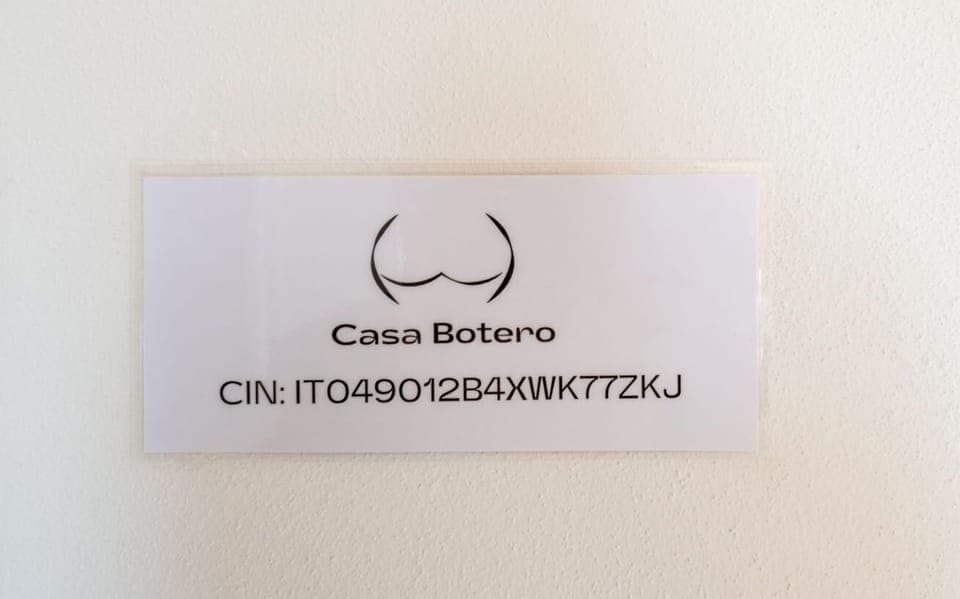 Casa Botero
CIN: IT049012B4XWK77ZKJ